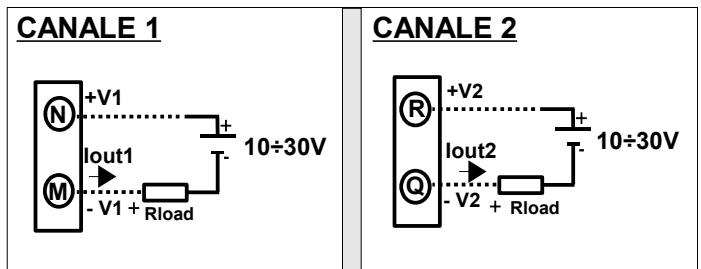 CANALE 1
N
+V1
+
-
10÷30V
Iout1
M
- V1 + Rload
CANALE 2
R
+V2
+
-
10÷30V
Iout2
Q
- V2 + Rload